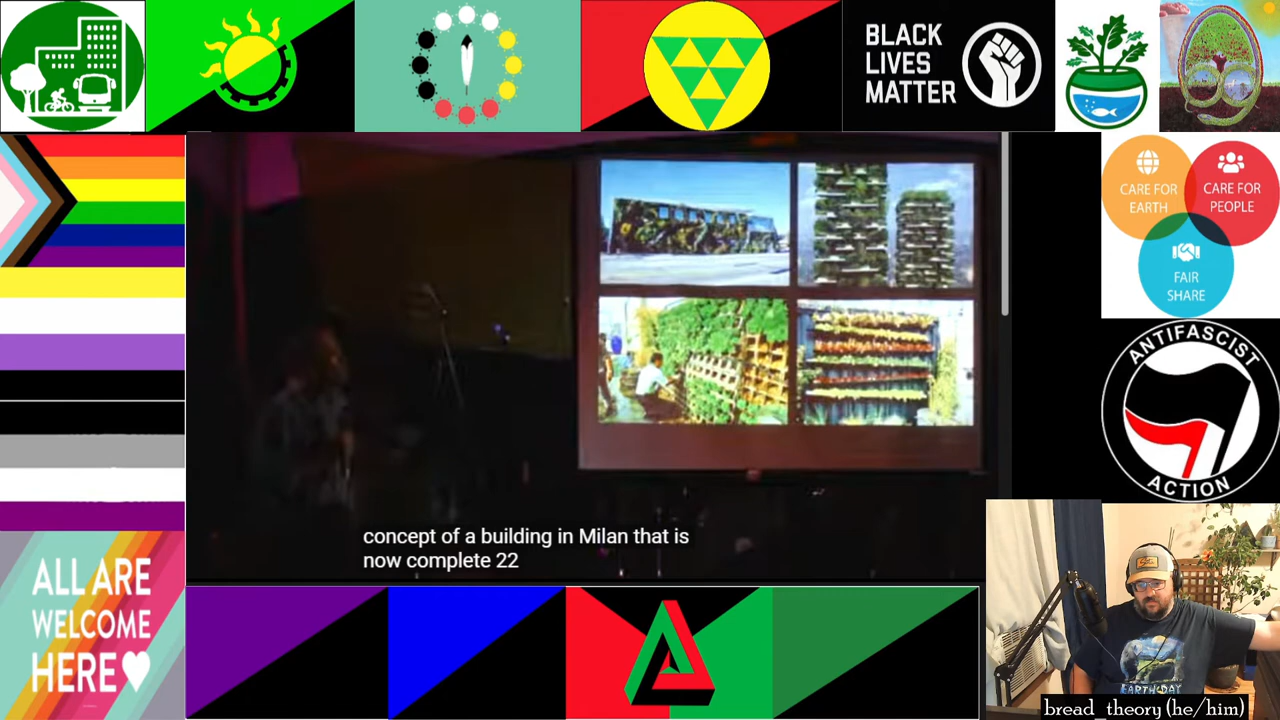 BLACK
LIVES
MATTER
CARE FOR
EARTH
CARE FOR
PEOPLE
FAIR
SHARE
ANTIFASCIST
ACTION
concept of a building in Milan that is
now complete 22
ALL ARE
WELCOME
HERE
EARTH DAY
bread_theory (he/him)